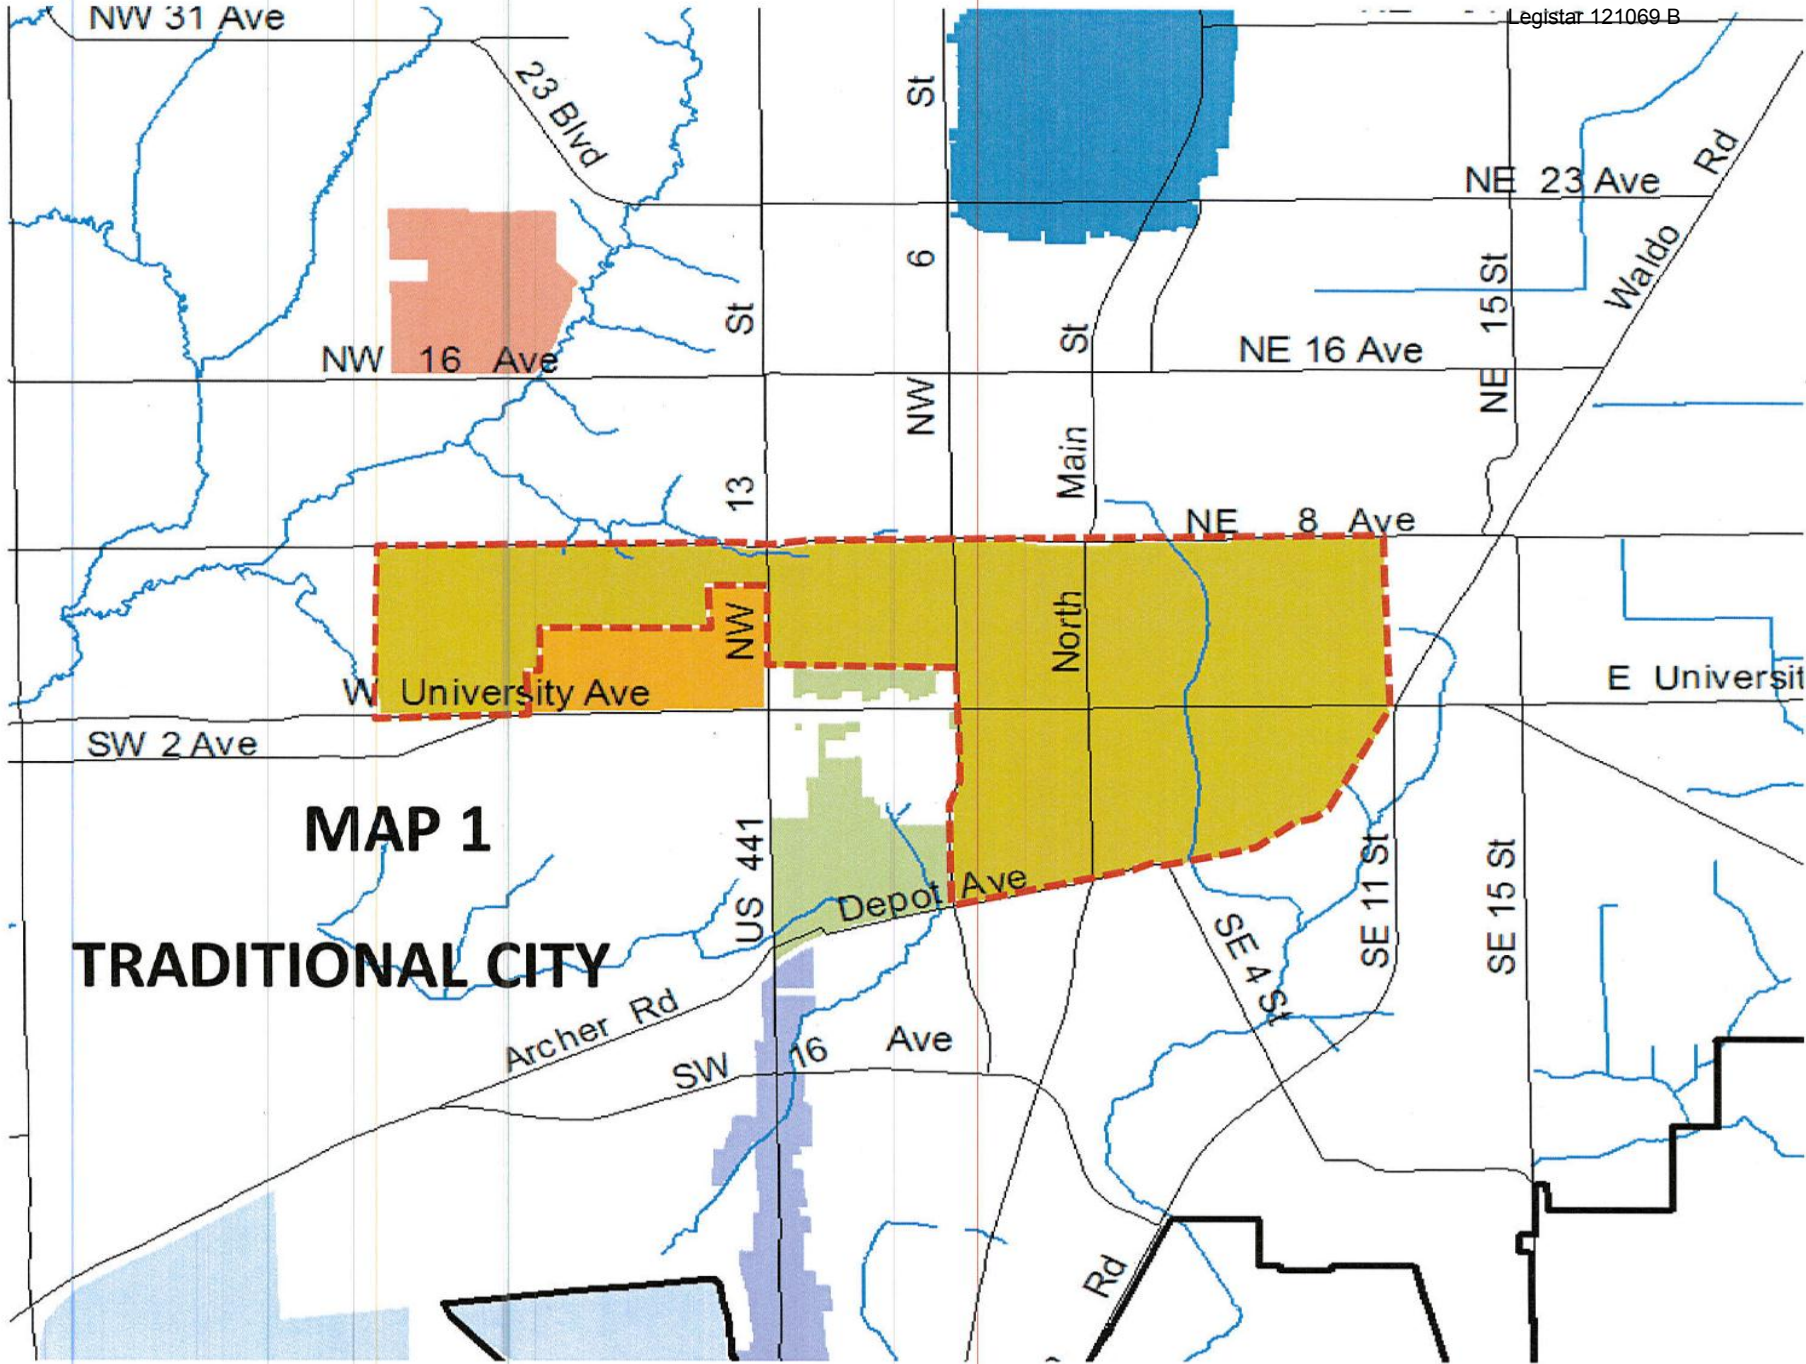 Legistar 121069 B
NW 31 Ave
23 Blvd
St
NE 23 Ave
Rd
6
Waldo
15 St
St
St
NW 16 Ave
NE 16 Ave
NE
NW
Main
13
NE 8 Ave
NW
North
W University Ave
E Universit
SW 2 Ave
MAP 1
US 441
SE 11 St
SE 15 St
Depot Ave
TRADITIONAL CITY
SE 4 St
Archer Rd
SW 16 Ave
Rd